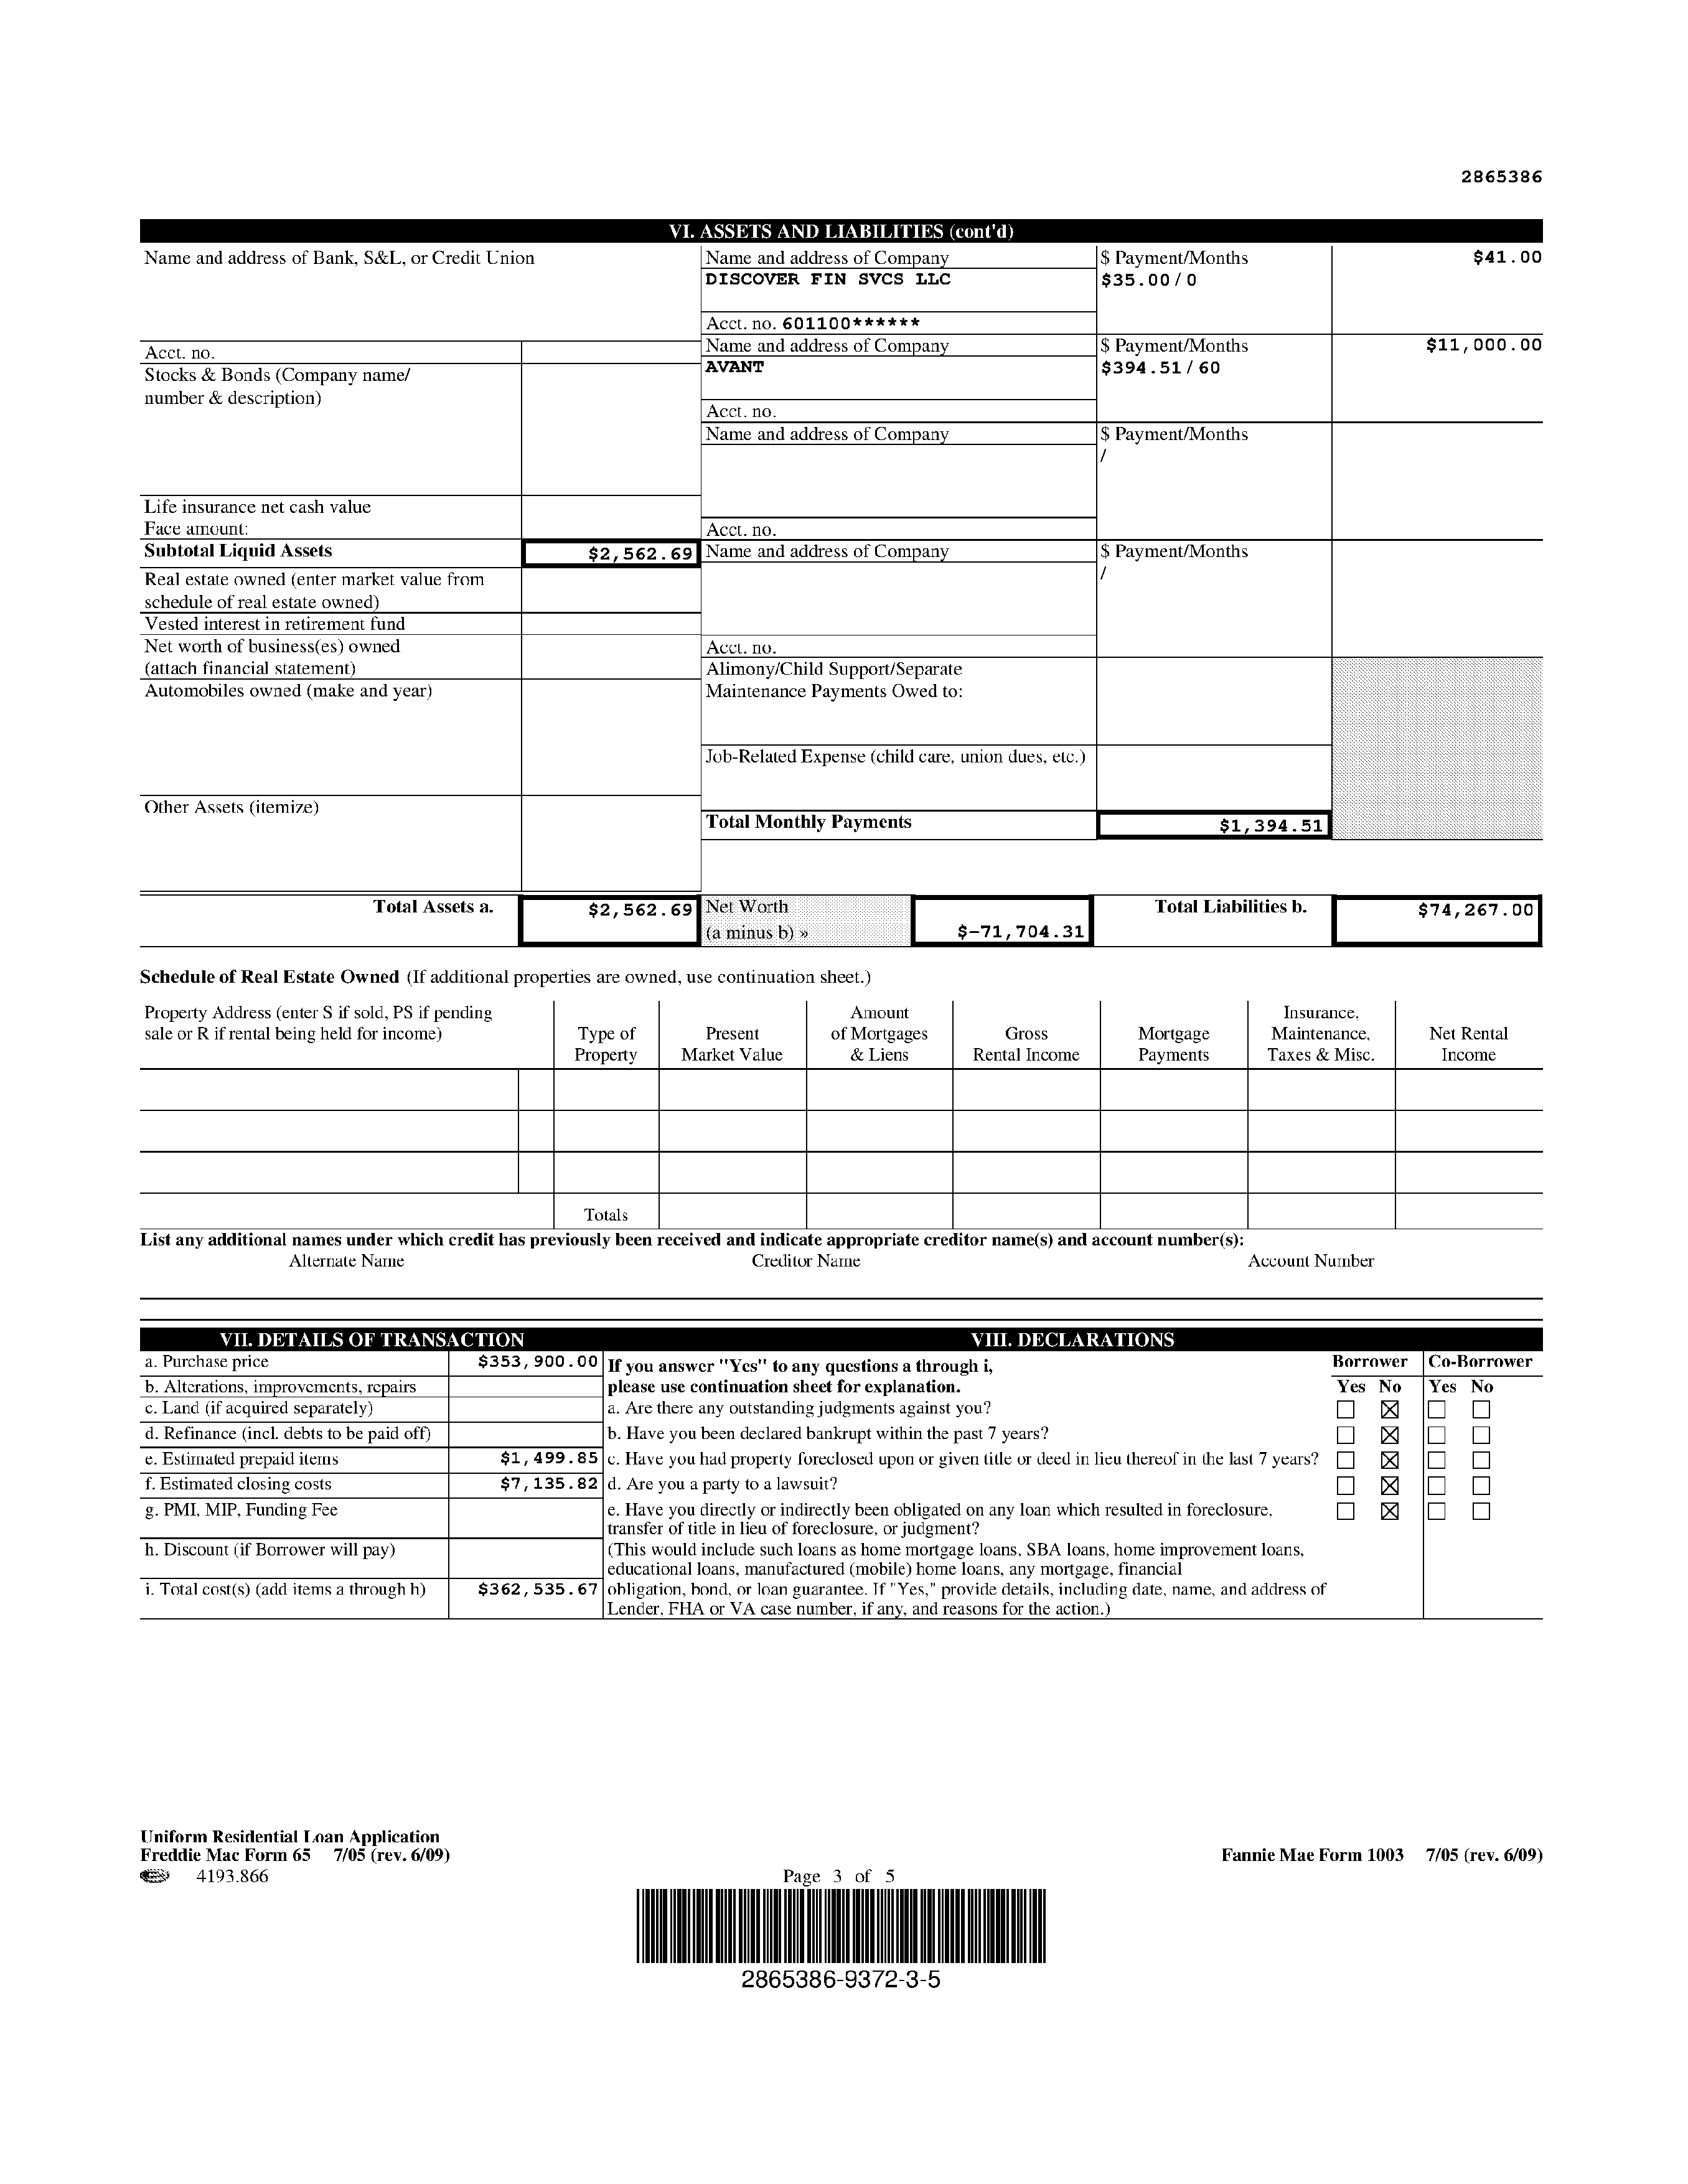 2865386
VI. ASSETS AND LIABILITIES (cont'd)
Name and address of Bank, S&L, or Credit Union
Acct. no.
Stocks & Bonds (Company name/
number & description)
Life insurance net cash value
Face amount:
Subtotal Liquid Assets $2,562.69
Real estate owned (enter market value from
schedule of real estate owned)
Vested interest in retirement fund
Net worth of business(es) owned
(attach financial statement)
Automobiles owned (make and year)
Other Assets (itemize)
Name and address of Company $ Payment/Months $41.00
DISCOVER FIN SVCS LLC $35.00 / 0
Acct. no. 601100******
Name and address of Company $ Payment/Months $11,000.00
AVANT $394.51 / 60
Acct. no.
Name and address of Company $ Payment/Months
/
Acct. no.
Name and address of Company $ Payment/Months
/
Acct. no.
Alimony/Child Support/Separate
Maintenance Payments Owed to:
Job-Related Expense (child care, union dues, etc.)
Total Monthly Payments $1,394.51
Total Assets a. $2,562.69 Net Worth Total Liabilities b. $74,267.00
(a minus b) » $-71,704.31
Schedule of Real Estate Owned (If additional properties are owned, use continuation sheet.)
Property Address (enter S if sold, PS if pending
sale or R if rental being held for income)
Type of
Property
Present
Market Value
Amount
of Mortgages
& Liens
Gross
Rental Income
Mortgage
Payments
Insurance,
Maintenance,
Taxes & Misc.
Net Rental
Income
Totals
List any additional names under which credit has previously been received and indicate appropriate creditor name(s) and account number(s):
Alternate Name Creditor Name Account Number
VII. DETAILS OF TRANSACTION
a. Purchase price $353,900.00
b. Alterations, improvements, repairs
c. Land (if acquired separately)
d. Refinance (incl. debts to be paid off)
e. Estimated prepaid items $1,499.85
f. Estimated closing costs $7,135.82
g. PMI, MIP, Funding Fee
h. Discount (if Borrower will pay)
i. Total cost(s) (add items a through h) $362,535.67
VIII. DECLARATIONS
If you answer "Yes" to any questions a through i, Borrower Co-Borrower
please use continuation sheet for explanation. Yes No Yes No
a. Are there any outstanding judgments against you? ☐ ☒ ☐ ☐
b. Have you been declared bankrupt within the past 7 years? ☐ ☒ ☐ ☐
c. Have you had property foreclosed upon or given title or deed in lieu thereof in the last 7 years? ☐ ☒ ☐ ☐
d. Are you a party to a lawsuit? ☐ ☒ ☐ ☐
e. Have you directly or indirectly been obligated on any loan which resulted in foreclosure, ☐ ☒ ☐ ☐
transfer of title in lieu of foreclosure, or judgment?
(This would include such loans as home mortgage loans, SBA loans, home improvement loans,
educational loans, manufactured (mobile) home loans, any mortgage, financial
obligation, bond, or loan guarantee. If "Yes," provide details, including date, name, and address of
Lender, FHA or VA case number, if any, and reasons for the action.)
Uniform Residential Loan Application
Freddie Mac Form 65 7/05 (rev. 6/09) Fannie Mae Form 1003 7/05 (rev. 6/09)
4193.866 Page 3 of 5
2865386-9372-3-5